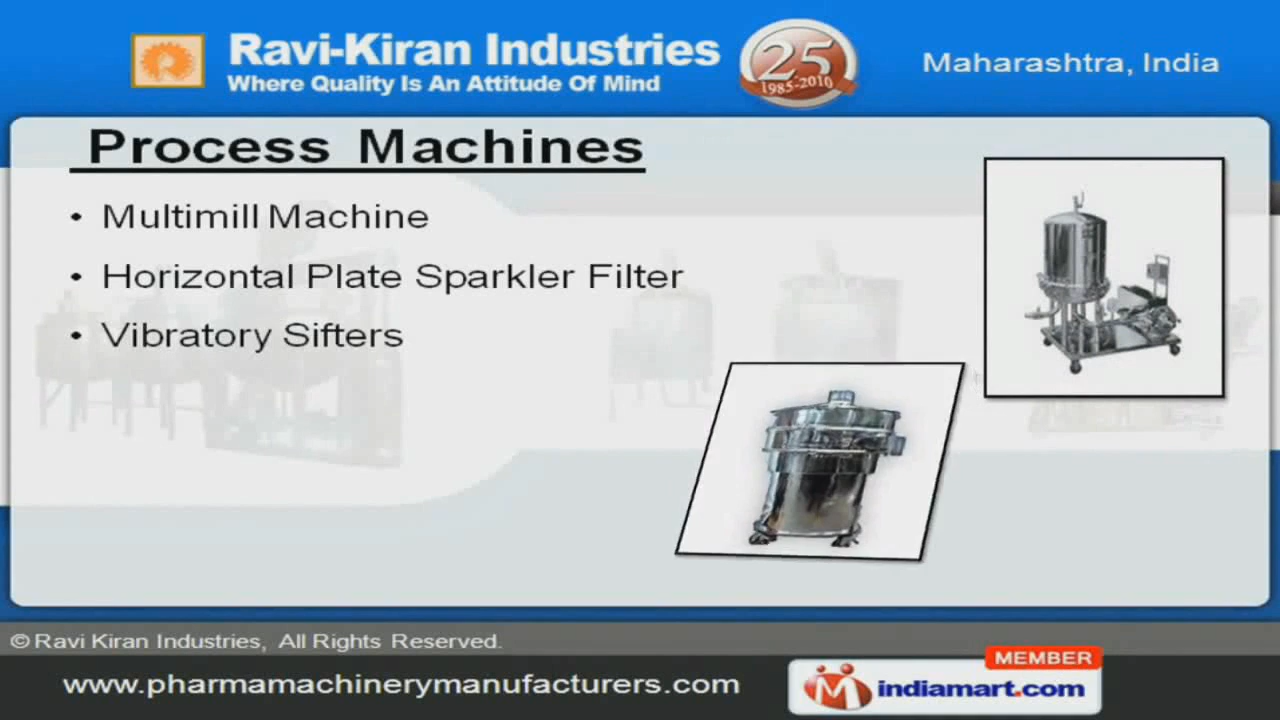 Ravi-Kiran Industries
Where Quality Is An Attitude Of Mind
25
1985-2010
Maharashtra, India
Process Machines
• Multimill Machine
• Horizontal Plate Sparkler Filter
• Vibratory Sifters
© Ravi Kiran Industries, All Rights Reserved.
www.pharmamachinerymanufacturers.com
MEMBER
indiamart.com